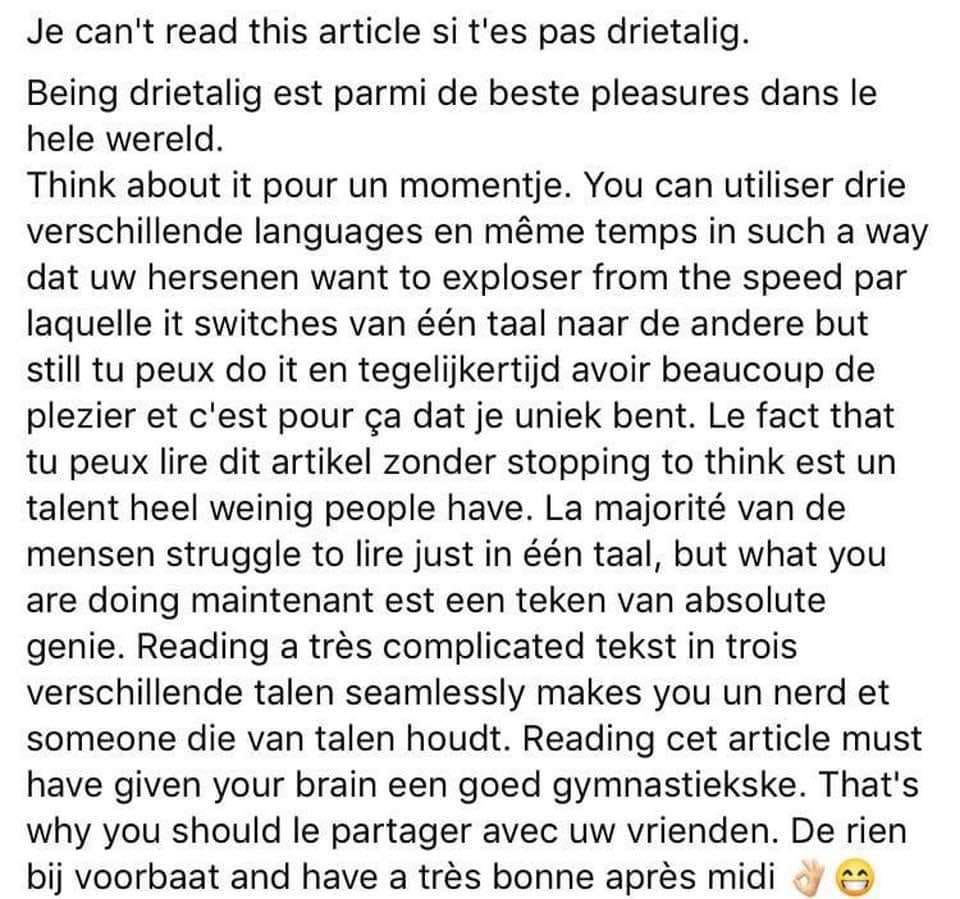 Je can't read this article si t'es pas drietalig.
Being drietalig est parmi de beste pleasures dans le
hele wereld.
Think about it pour un momentje. You can utiliser drie
verschillende languages en même temps in such a way
dat uw hersenen want to exploser from the speed par
laquelle it switches van één taal naar de andere but
still tu peux do it en tegelijkertijd avoir beaucoup de
plezier et c'est pour ça dat je uniek bent. Le fact that
tu peux lire dit artikel zonder stopping to think est un
talent heel weinig people have. La majorité van de
mensen struggle to lire just in één taal, but what you
are doing maintenant est een teken van absolute
genie. Reading a très complicated tekst in trois
verschillende talen seamlessly makes you un nerd et
someone die van talen houdt. Reading cet article must
have given your brain een goed gymnastiekske. That's
why you should le partager avec uw vrienden. De rien
bij voorbaat and have a très bonne après midi 👌🏻😁